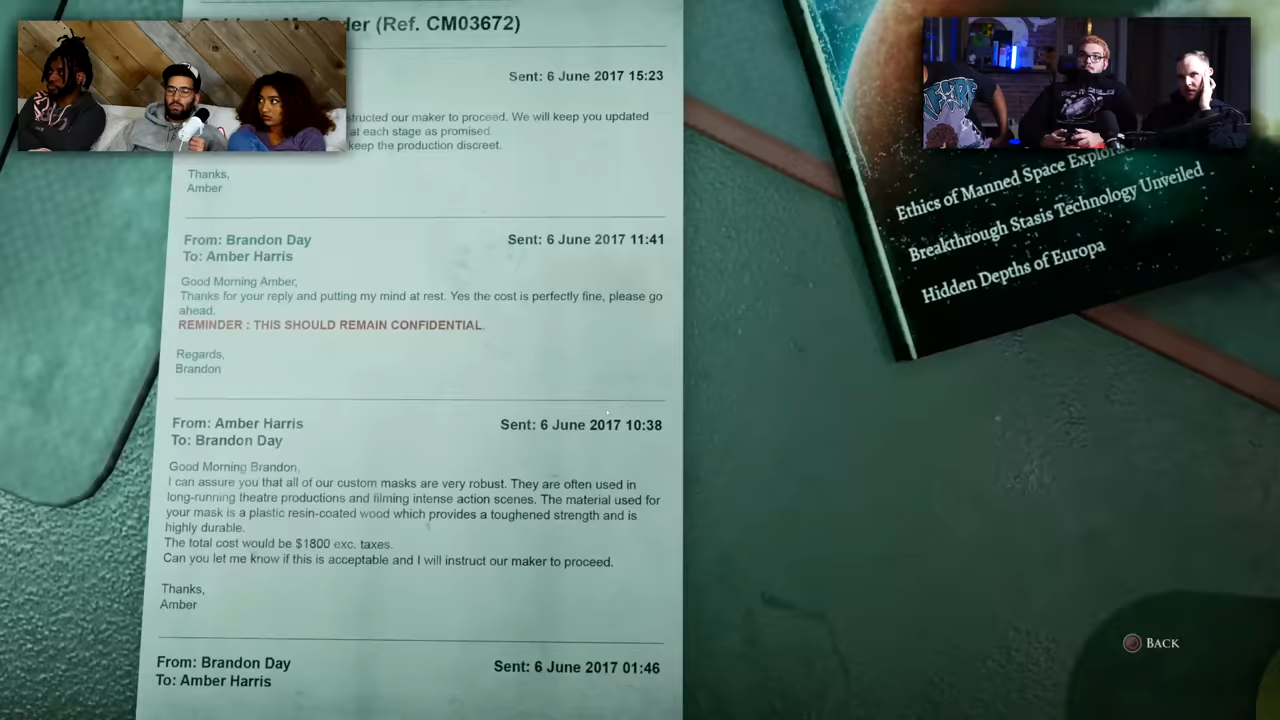 Order (Ref. CM03672)
Sent: 6 June 2017 15:23
structed our maker to proceed. We will keep you updated
at each stage as promised.
keep the production discreet.
Thanks,
Amber
From: Brandon Day
Sent: 6 June 2017 11:41
To: Amber Harris
Good Morning Amber,
Thanks for your reply and putting my mind at rest. Yes the cost is perfectly fine, please go
ahead.
REMINDER : THIS SHOULD REMAIN CONFIDENTIAL.
Regards,
Brandon
From: Amber Harris
Sent: 6 June 2017 10:38
To: Brandon Day
Good Morning Brandon,
I can assure you that all of our custom masks are very robust. They are often used in
long-running theatre productions and filming intense action scenes. The material used for
your mask is a plastic resin-coated wood which provides a toughened strength and is
highly durable.
The total cost would be $1800 exc. taxes.
Can you let me know if this is acceptable and I will instruct our maker to proceed.
Thanks,
Amber
From: Brandon Day
Sent: 6 June 2017 01:46
To: Amber Harris
Ethics of Manned Space Explor
Breakthrough Stasis Technology Unveiled
Hidden Depths of Europa
BACK